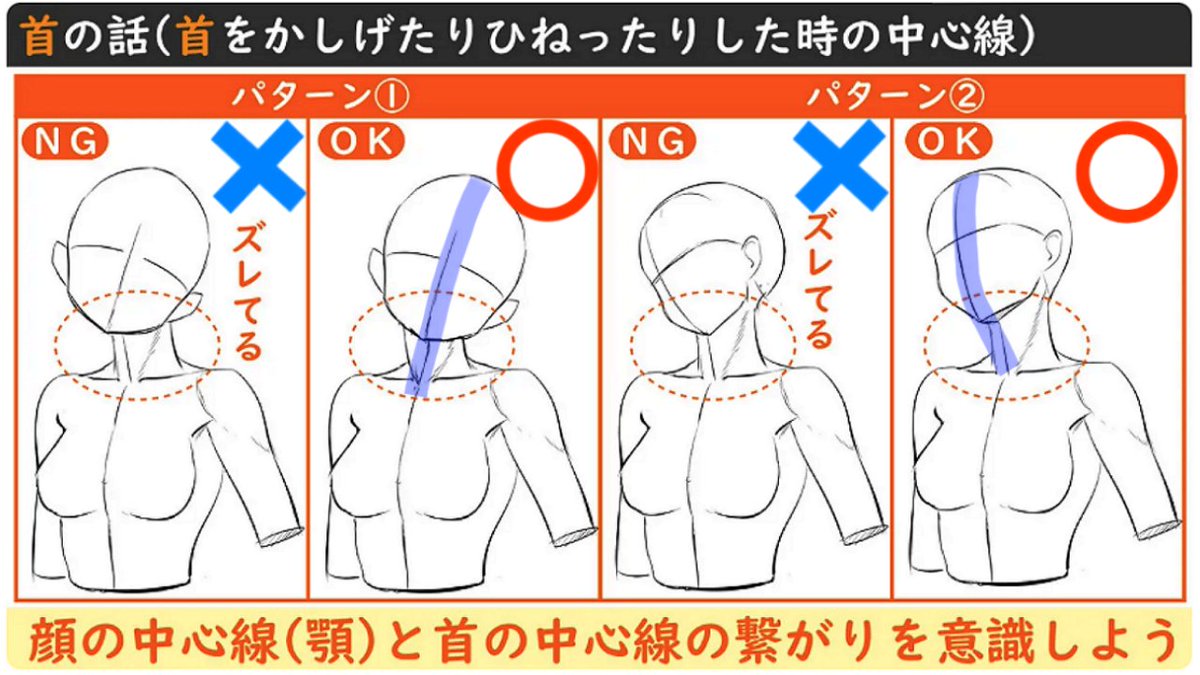 首の話(首をかしげたりひねったりした時の中心線)
パターン①
パターン②
NG
OK
NG
OK
ズレてる
ズレてる
顔の中心線(顎)と首の中心線の繋がりを意識しよう